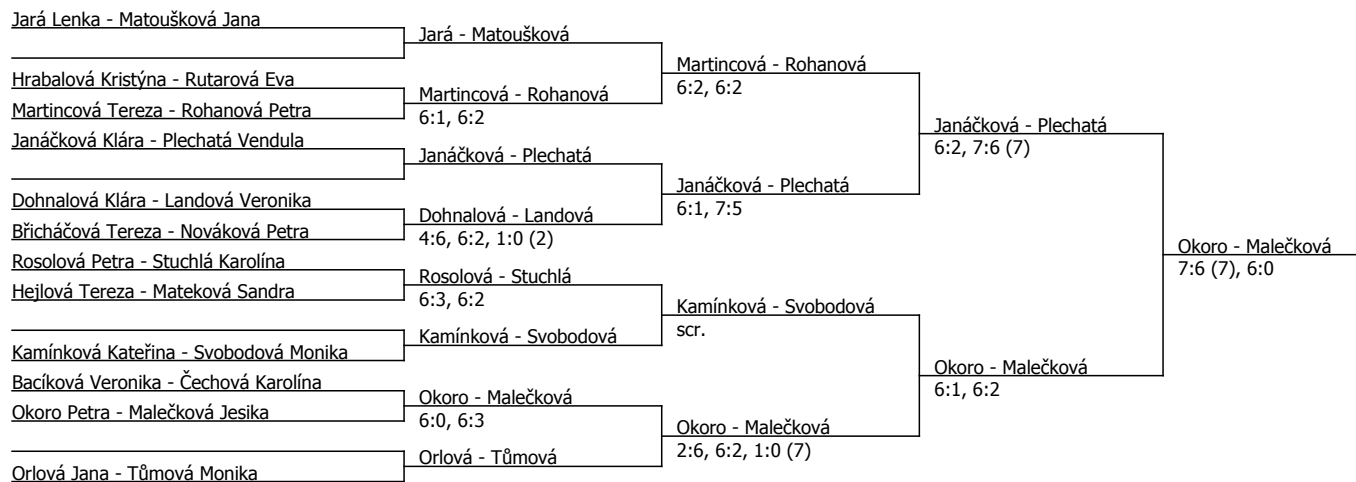 Jará Lenka - Matoušková Jana
Hrabalová Kristýna - Rutarová Eva
Martincová Tereza - Rohanová Petra
Janáčková Klára - Plechatá Vendula
Dohnalová Klára - Landová Veronika
Břicháčová Tereza - Nováková Petra
Rosolová Petra - Stuchlá Karolína
Hejlová Tereza - Mateková Sandra
Kamínková Kateřina - Svobodová Monika
Bacíková Veronika - Čechová Karolína
Okoro Petra - Malečková Jesika
Orlová Jana - Tůmová Monika
Jará - Matoušková
Martincová - Rohanová
6:1, 6:2
Janáčková - Plechatá
Dohnalová - Landová
4:6, 6:2, 1:0 (2)
Rosolová - Stuchlá
6:3, 6:2
Kamínková - Svobodová
Okoro - Malečková
6:0, 6:3
Orlová - Tůmová
Martincová - Rohanová
6:2, 6:2
Janáčková - Plechatá
6:1, 7:5
Kamínková - Svobodová
scr.
Okoro - Malečková
2:6, 6:2, 1:0 (7)
Janáčková - Plechatá
6:2, 7:6 (7)
Okoro - Malečková
6:1, 6:2
Okoro - Malečková
7:6 (7), 6:0